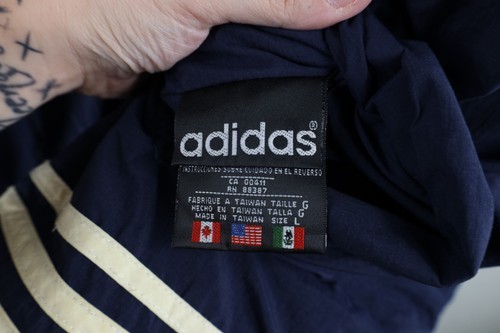 adidas®
INSTRUCCIONES SOBRE CUIDADO EN EL REVERSO
CA 00411
RN 88387
FABRIQUE A TAIWAN TAILLE G
HECHO EN TAIWAN TALLA G
MADE IN TAIWAN SIZE L